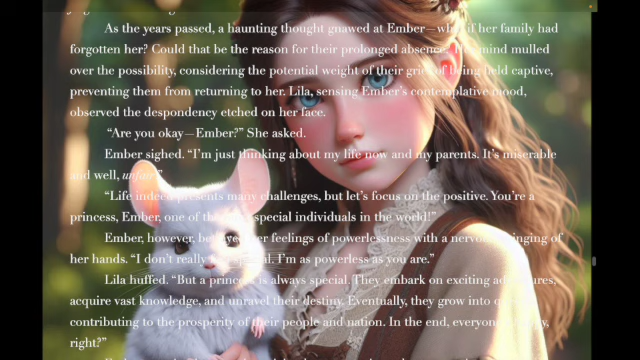 As the years passed, a haunting thought gnawed at Ember—what if her family had
forgotten her? Could that be the reason for their prolonged absence? Her mind mulled
over the possibility, considering the potential weight of their grief of being held captive,
preventing them from returning to her. Lila, sensing Ember’s contemplative mood,
observed the despondency etched on her face.
“Are you okay—Ember?” She asked.
Ember sighed. “I’m just thinking about my life now and my parents. It’s miserable
and well, unfair.”
“Life indeed presents many challenges, but let’s focus on the positive. You’re a
princess, Ember, one of the special individuals in the world!”
Ember, however, her feelings of powerlessness with a nervous wringing of
her hands. “I don’t really I’m as powerless as you are.”
Lila huffed. “But a princess is always special. They embark on exciting adventures,
acquire vast knowledge, and unravel their destiny. Eventually, they grow into
contributing to the prosperity of their people and nation. In the end, everyone
right?”